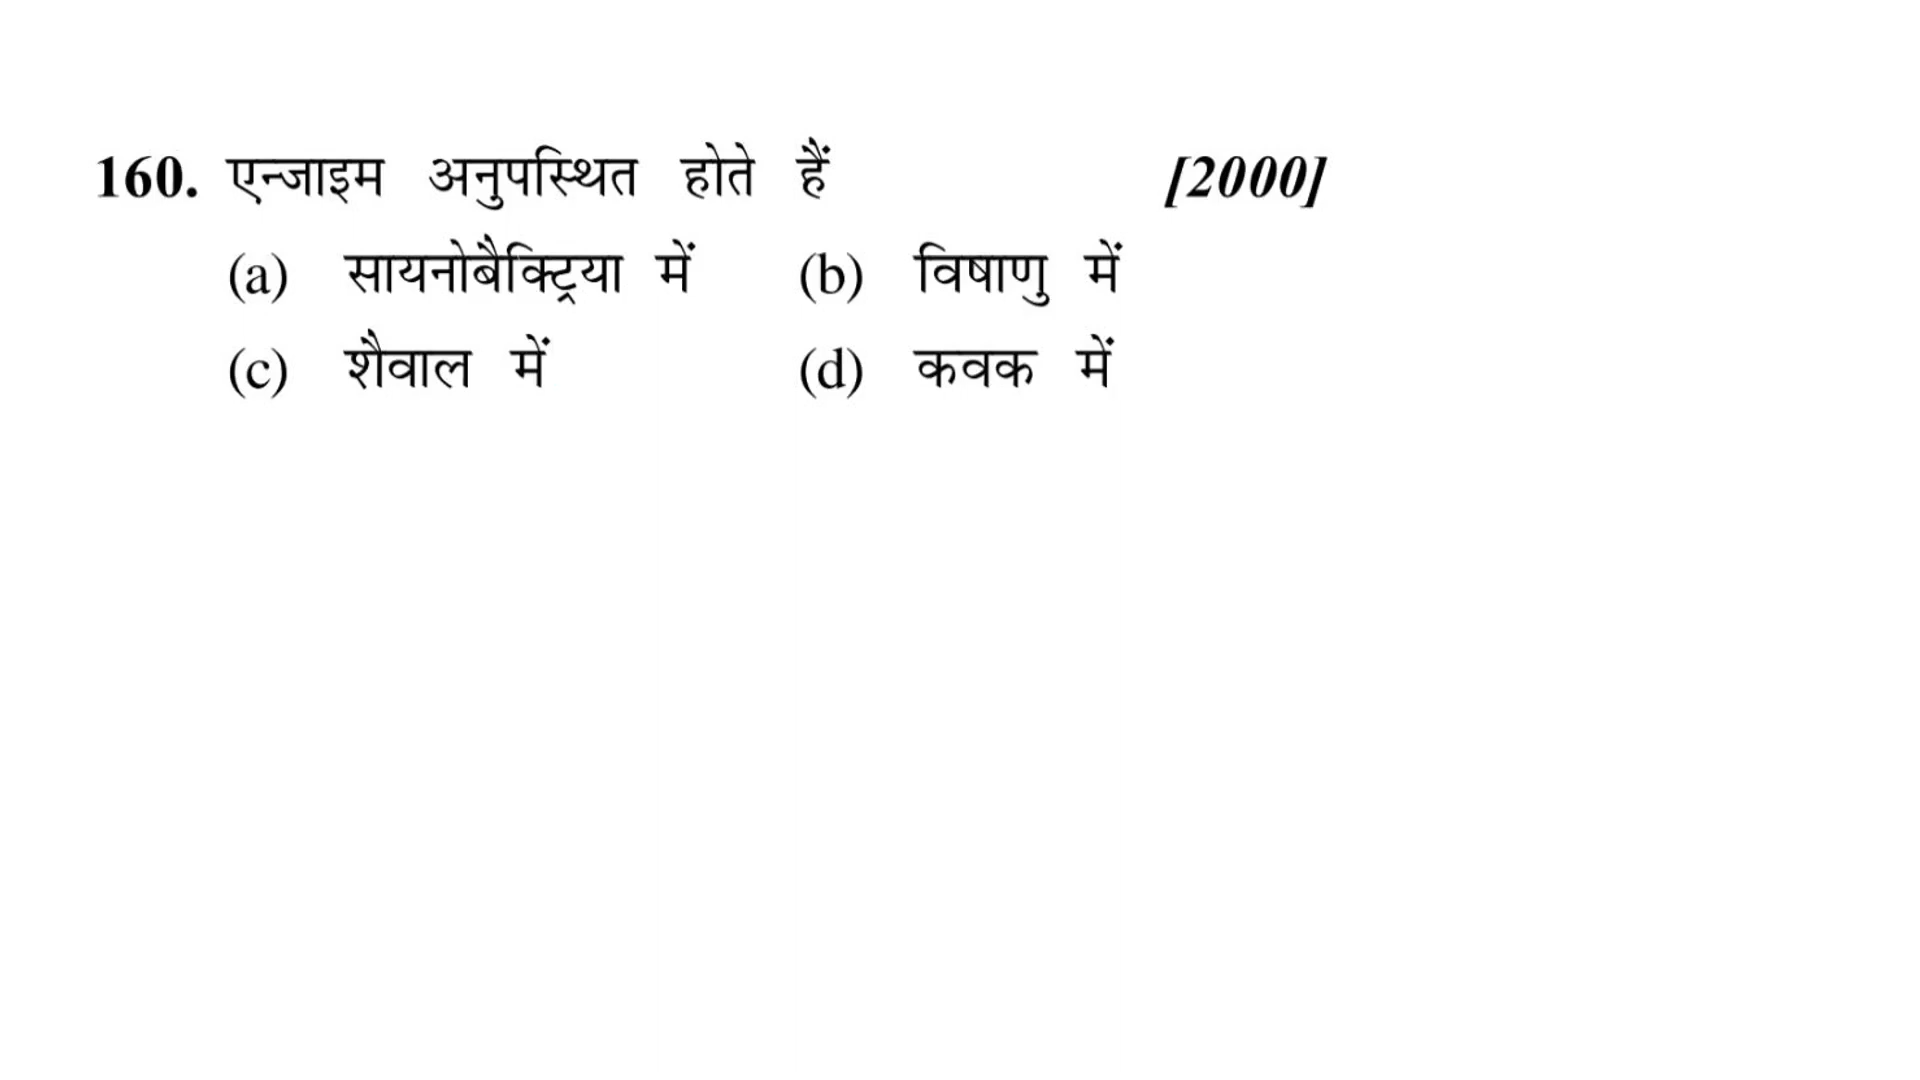 160. एन्जाइम अनुपस्थित होते हैं [2000]
(a) सायनोबैक्ट्रिया में (b) विषाणु में
(c) शैवाल में (d) कवक में